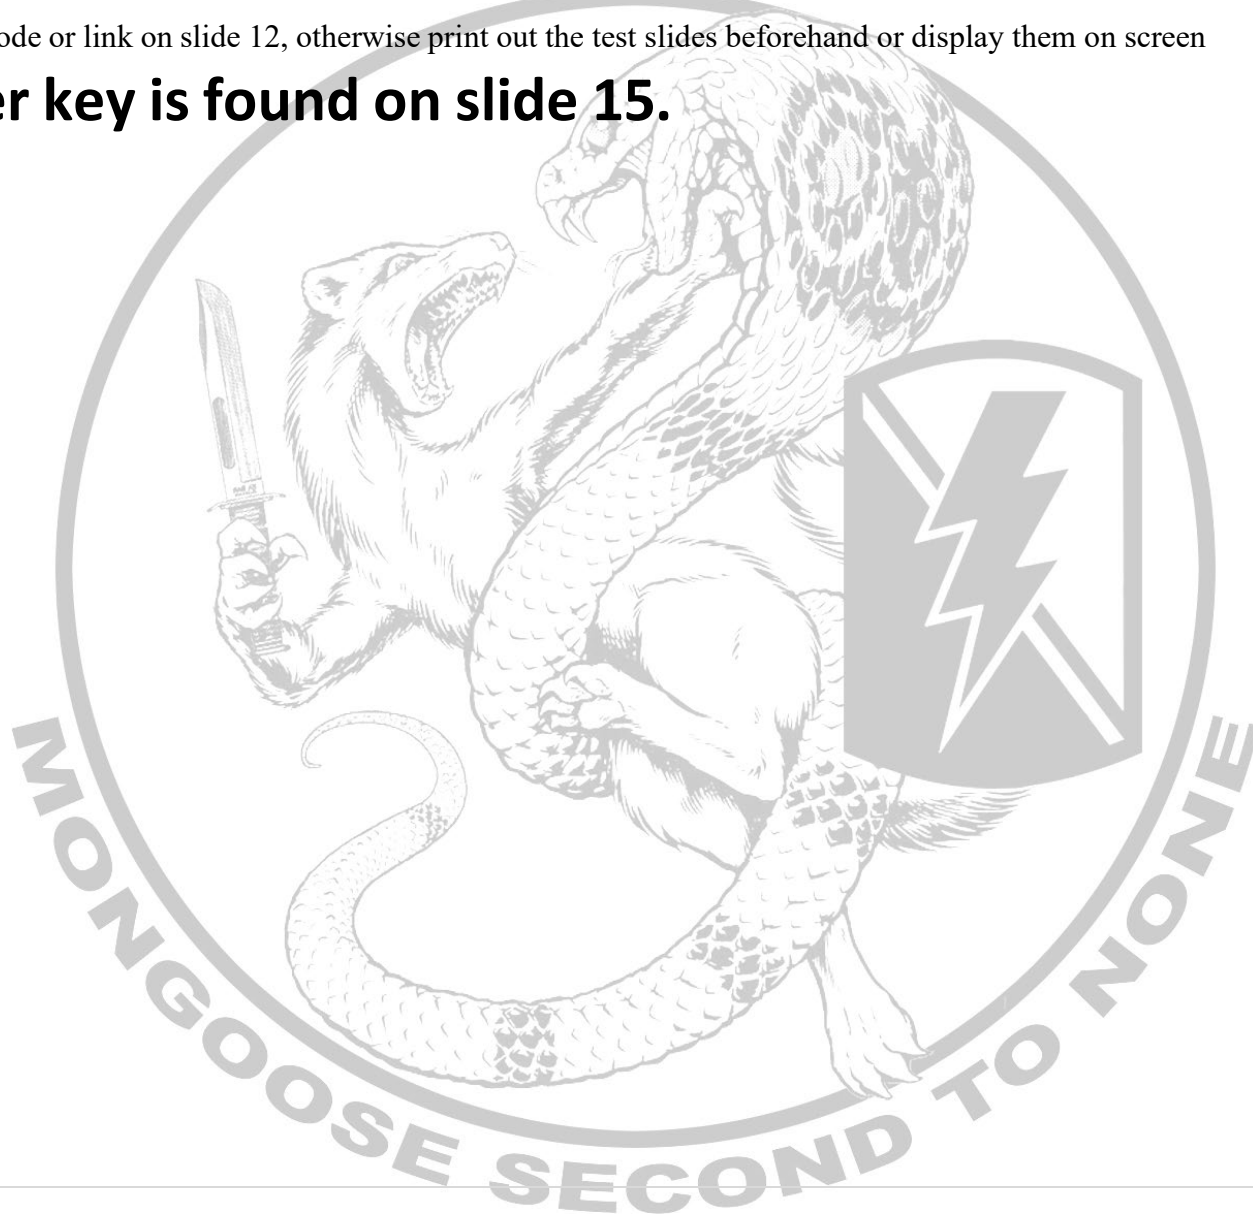 ode or link on slide 12, otherwise print out the test slides beforehand or display them on screen
er key is found on slide 15.
MONGOOSE SECOND TO NONE